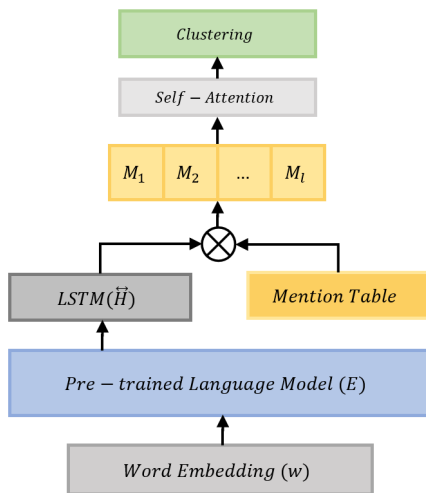 Clustering
Self − Attention
M₁ M₂ … Mₗ
LSTM(H⃡)
Mention Table
Pre − trained Language Model (E)
Word Embedding (w)